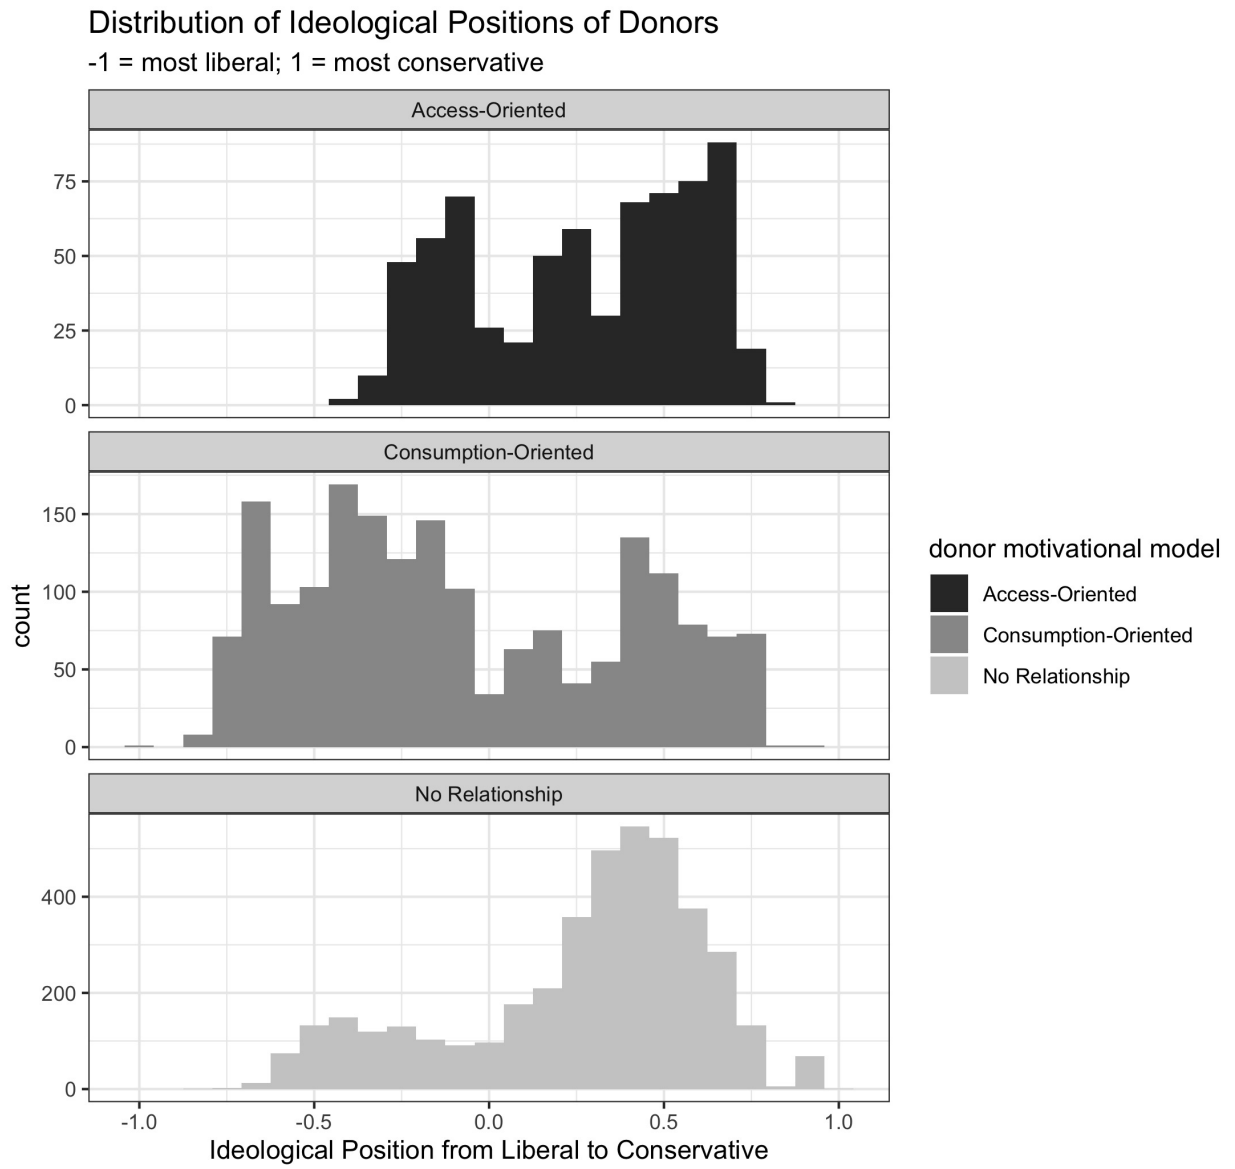 Distribution of Ideological Positions of Donors
-1 = most liberal; 1 = most conservative
Access-Oriented
75
50
25
0
Consumption-Oriented
150
100
50
0
count
No Relationship
400
200
0
-1.0 -0.5 0.0 0.5 1.0
Ideological Position from Liberal to Conservative
donor motivational model
Access-Oriented
Consumption-Oriented
No Relationship